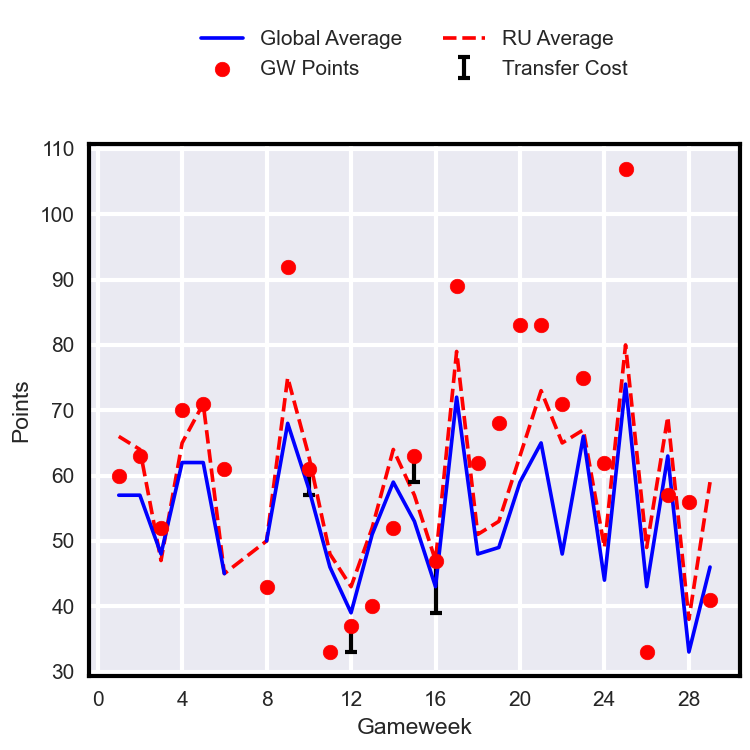 Global Average
RU Average
GW Points
Transfer Cost
110
100
90
80
70
60
50
40
30
Points
0 4 8 12 16 20 24 28
Gameweek